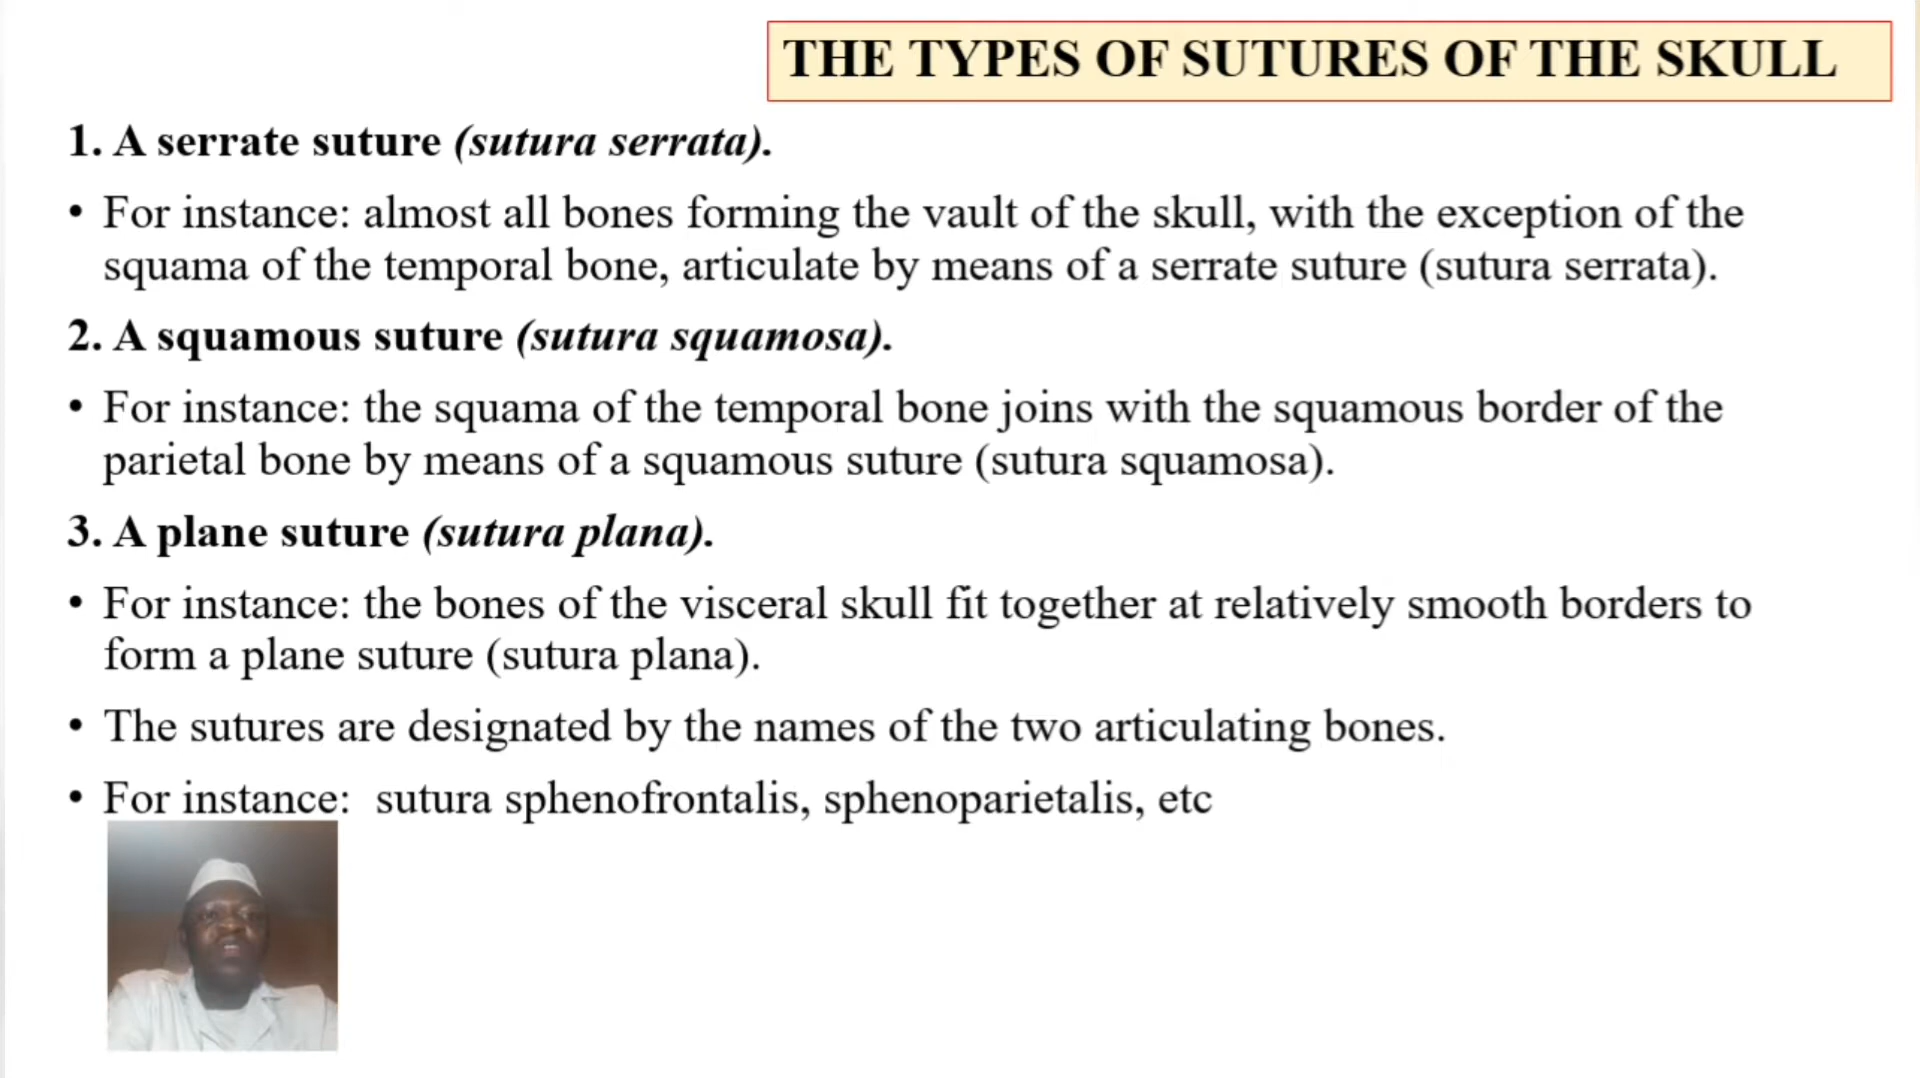 THE TYPES OF SUTURES OF THE SKULL
1. A serrate suture (sutura serrata).
• For instance: almost all bones forming the vault of the skull, with the exception of the
squama of the temporal bone, articulate by means of a serrate suture (sutura serrata).
2. A squamous suture (sutura squamosa).
• For instance: the squama of the temporal bone joins with the squamous border of the
parietal bone by means of a squamous suture (sutura squamosa).
3. A plane suture (sutura plana).
• For instance: the bones of the visceral skull fit together at relatively smooth borders to
form a plane suture (sutura plana).
• The sutures are designated by the names of the two articulating bones.
• For instance: sutura sphenofrontalis, sphenoparietalis, etc